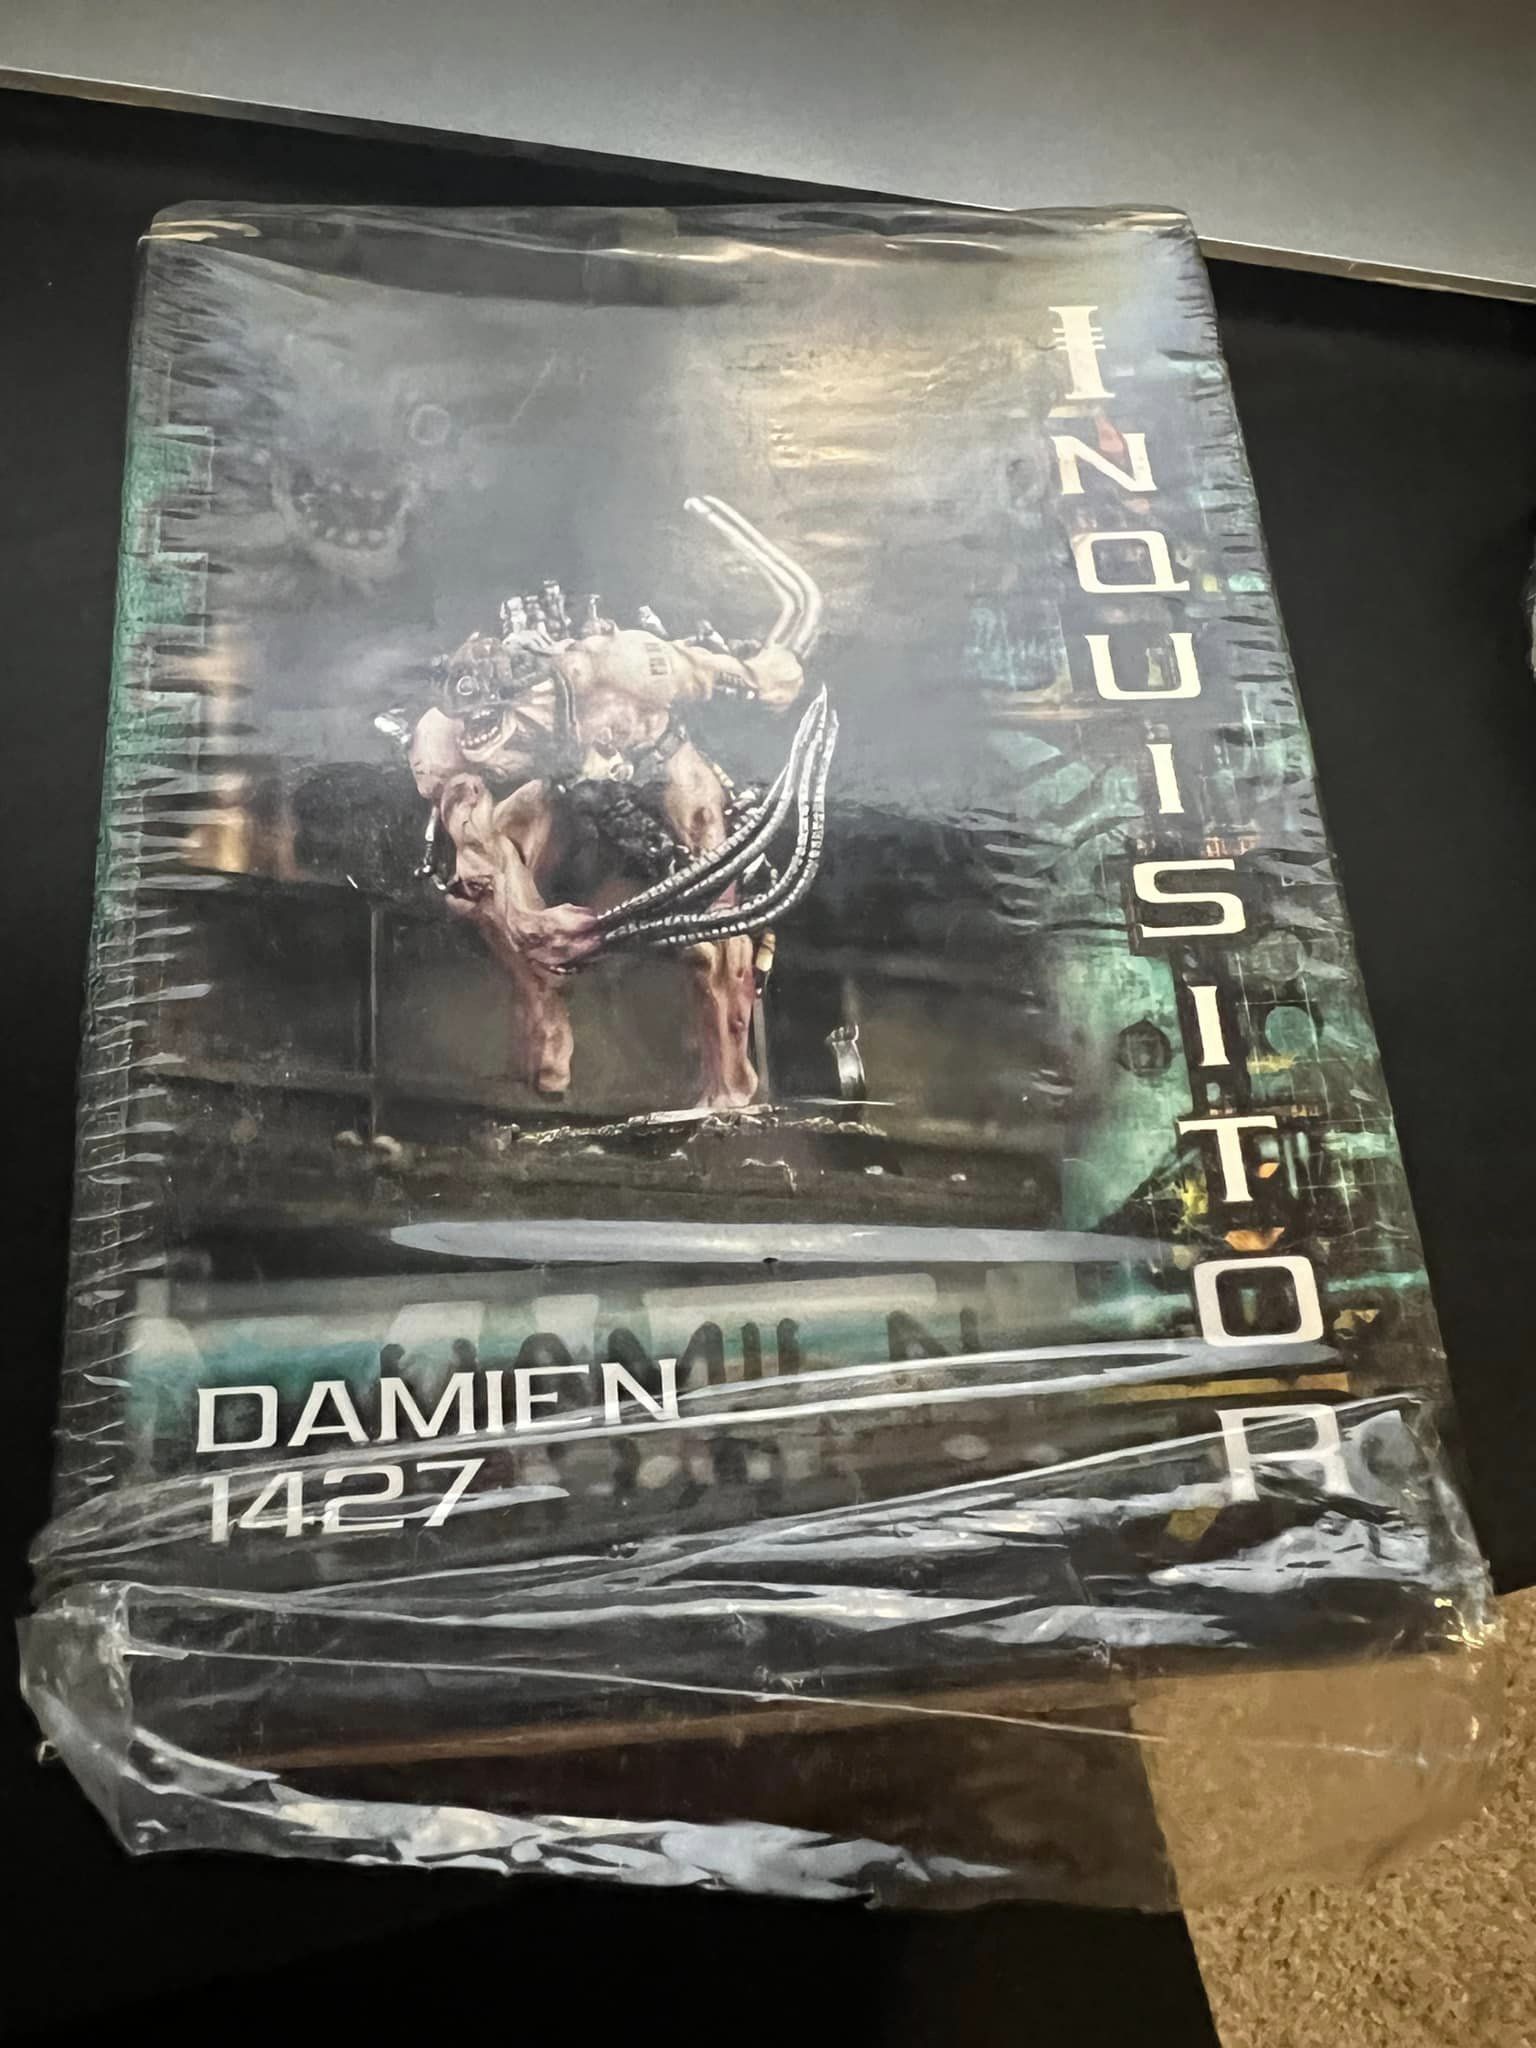 INQUISITOR
DAMIEN
1427